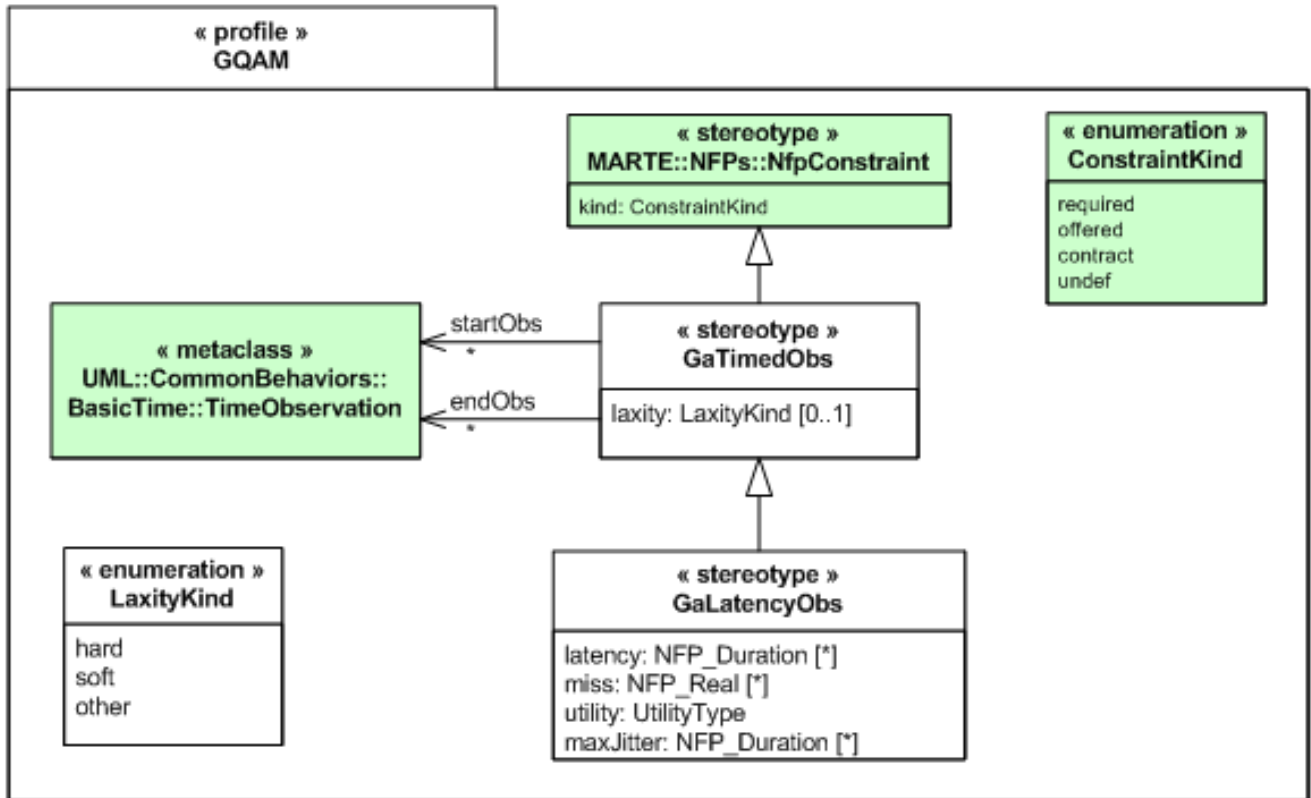 « profile »
GQAM
« stereotype »
MARTE::NFPs::NfpConstraint
kind: ConstraintKind
« enumeration »
ConstraintKind
required
offered
contract
undef
« metaclass »
UML::CommonBehaviors::
BasicTime::TimeObservation
startObs
*
endObs
*
« stereotype »
GaTimedObs
laxity: LaxityKind [0..1]
« enumeration »
LaxityKind
hard
soft
other
« stereotype »
GaLatencyObs
latency: NFP_Duration [*]
miss: NFP_Real [*]
utility: UtilityType
maxJitter: NFP_Duration [*]